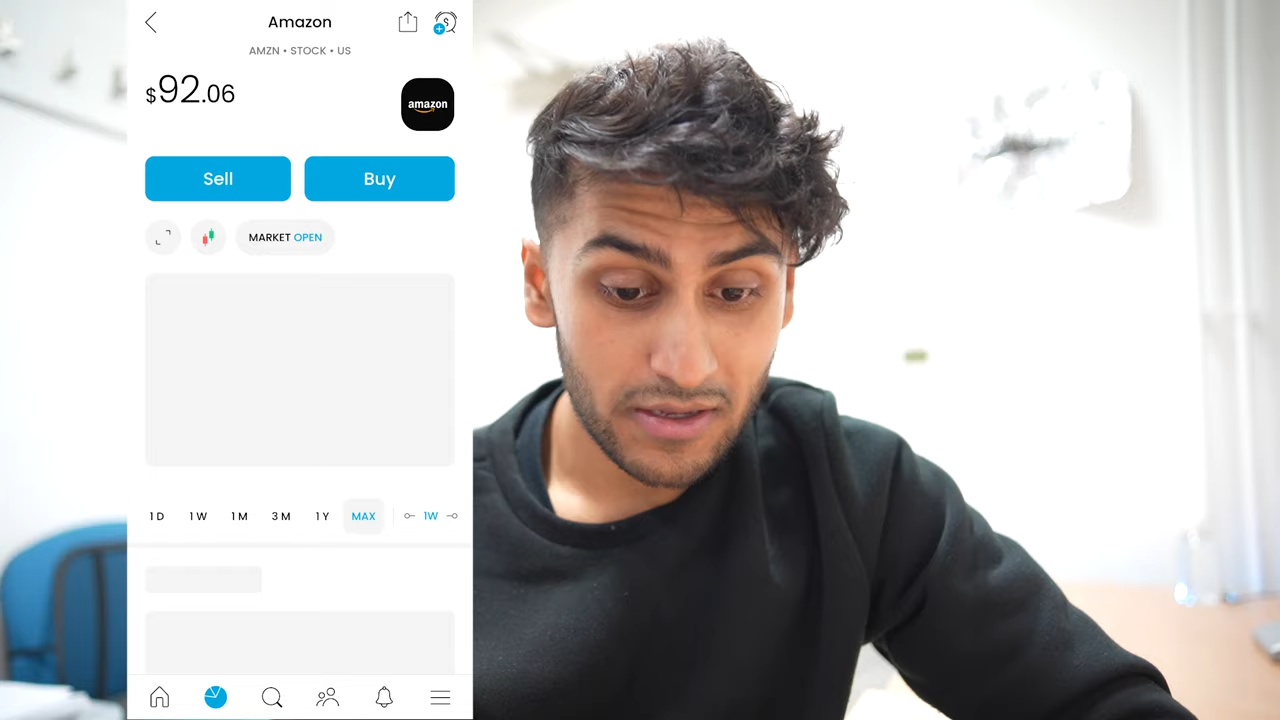 Amazon
AMZN • STOCK • US
$92.06
amazon
Sell
Buy
MARKET OPEN
1D 1W 1M 3M 1Y MAX 1W